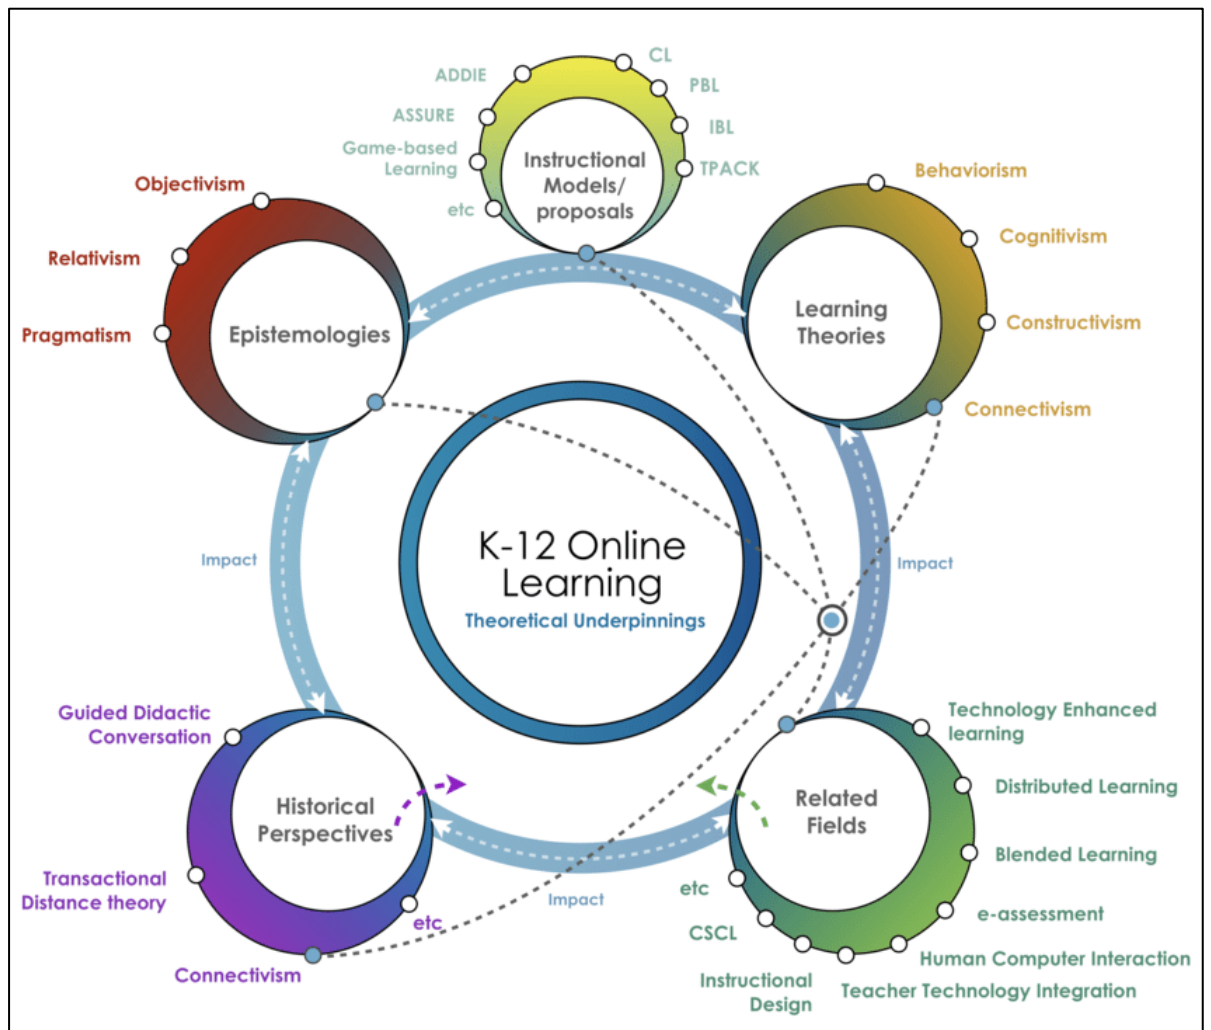 CL
ADDIE
PBL
ASSURE
IBL
Game-based
Learning
TPACK
etc
Instructional
Models/
proposals
Objectivism
Relativism
Pragmatism
Epistemologies
Behaviorism
Cognitivism
Constructivism
Connectivism
Learning
Theories
K-12 Online
Learning
Theoretical Underpinnings
Impact
Impact
Guided Didactic
Conversation
Historical
Perspectives
Transactional
Distance theory
etc
Connectivism
Impact
Related
Fields
Technology Enhanced
learning
Distributed Learning
Blended Learning
e-assessment
Human Computer Interaction
Teacher Technology Integration
Instructional
Design
CSCL
etc